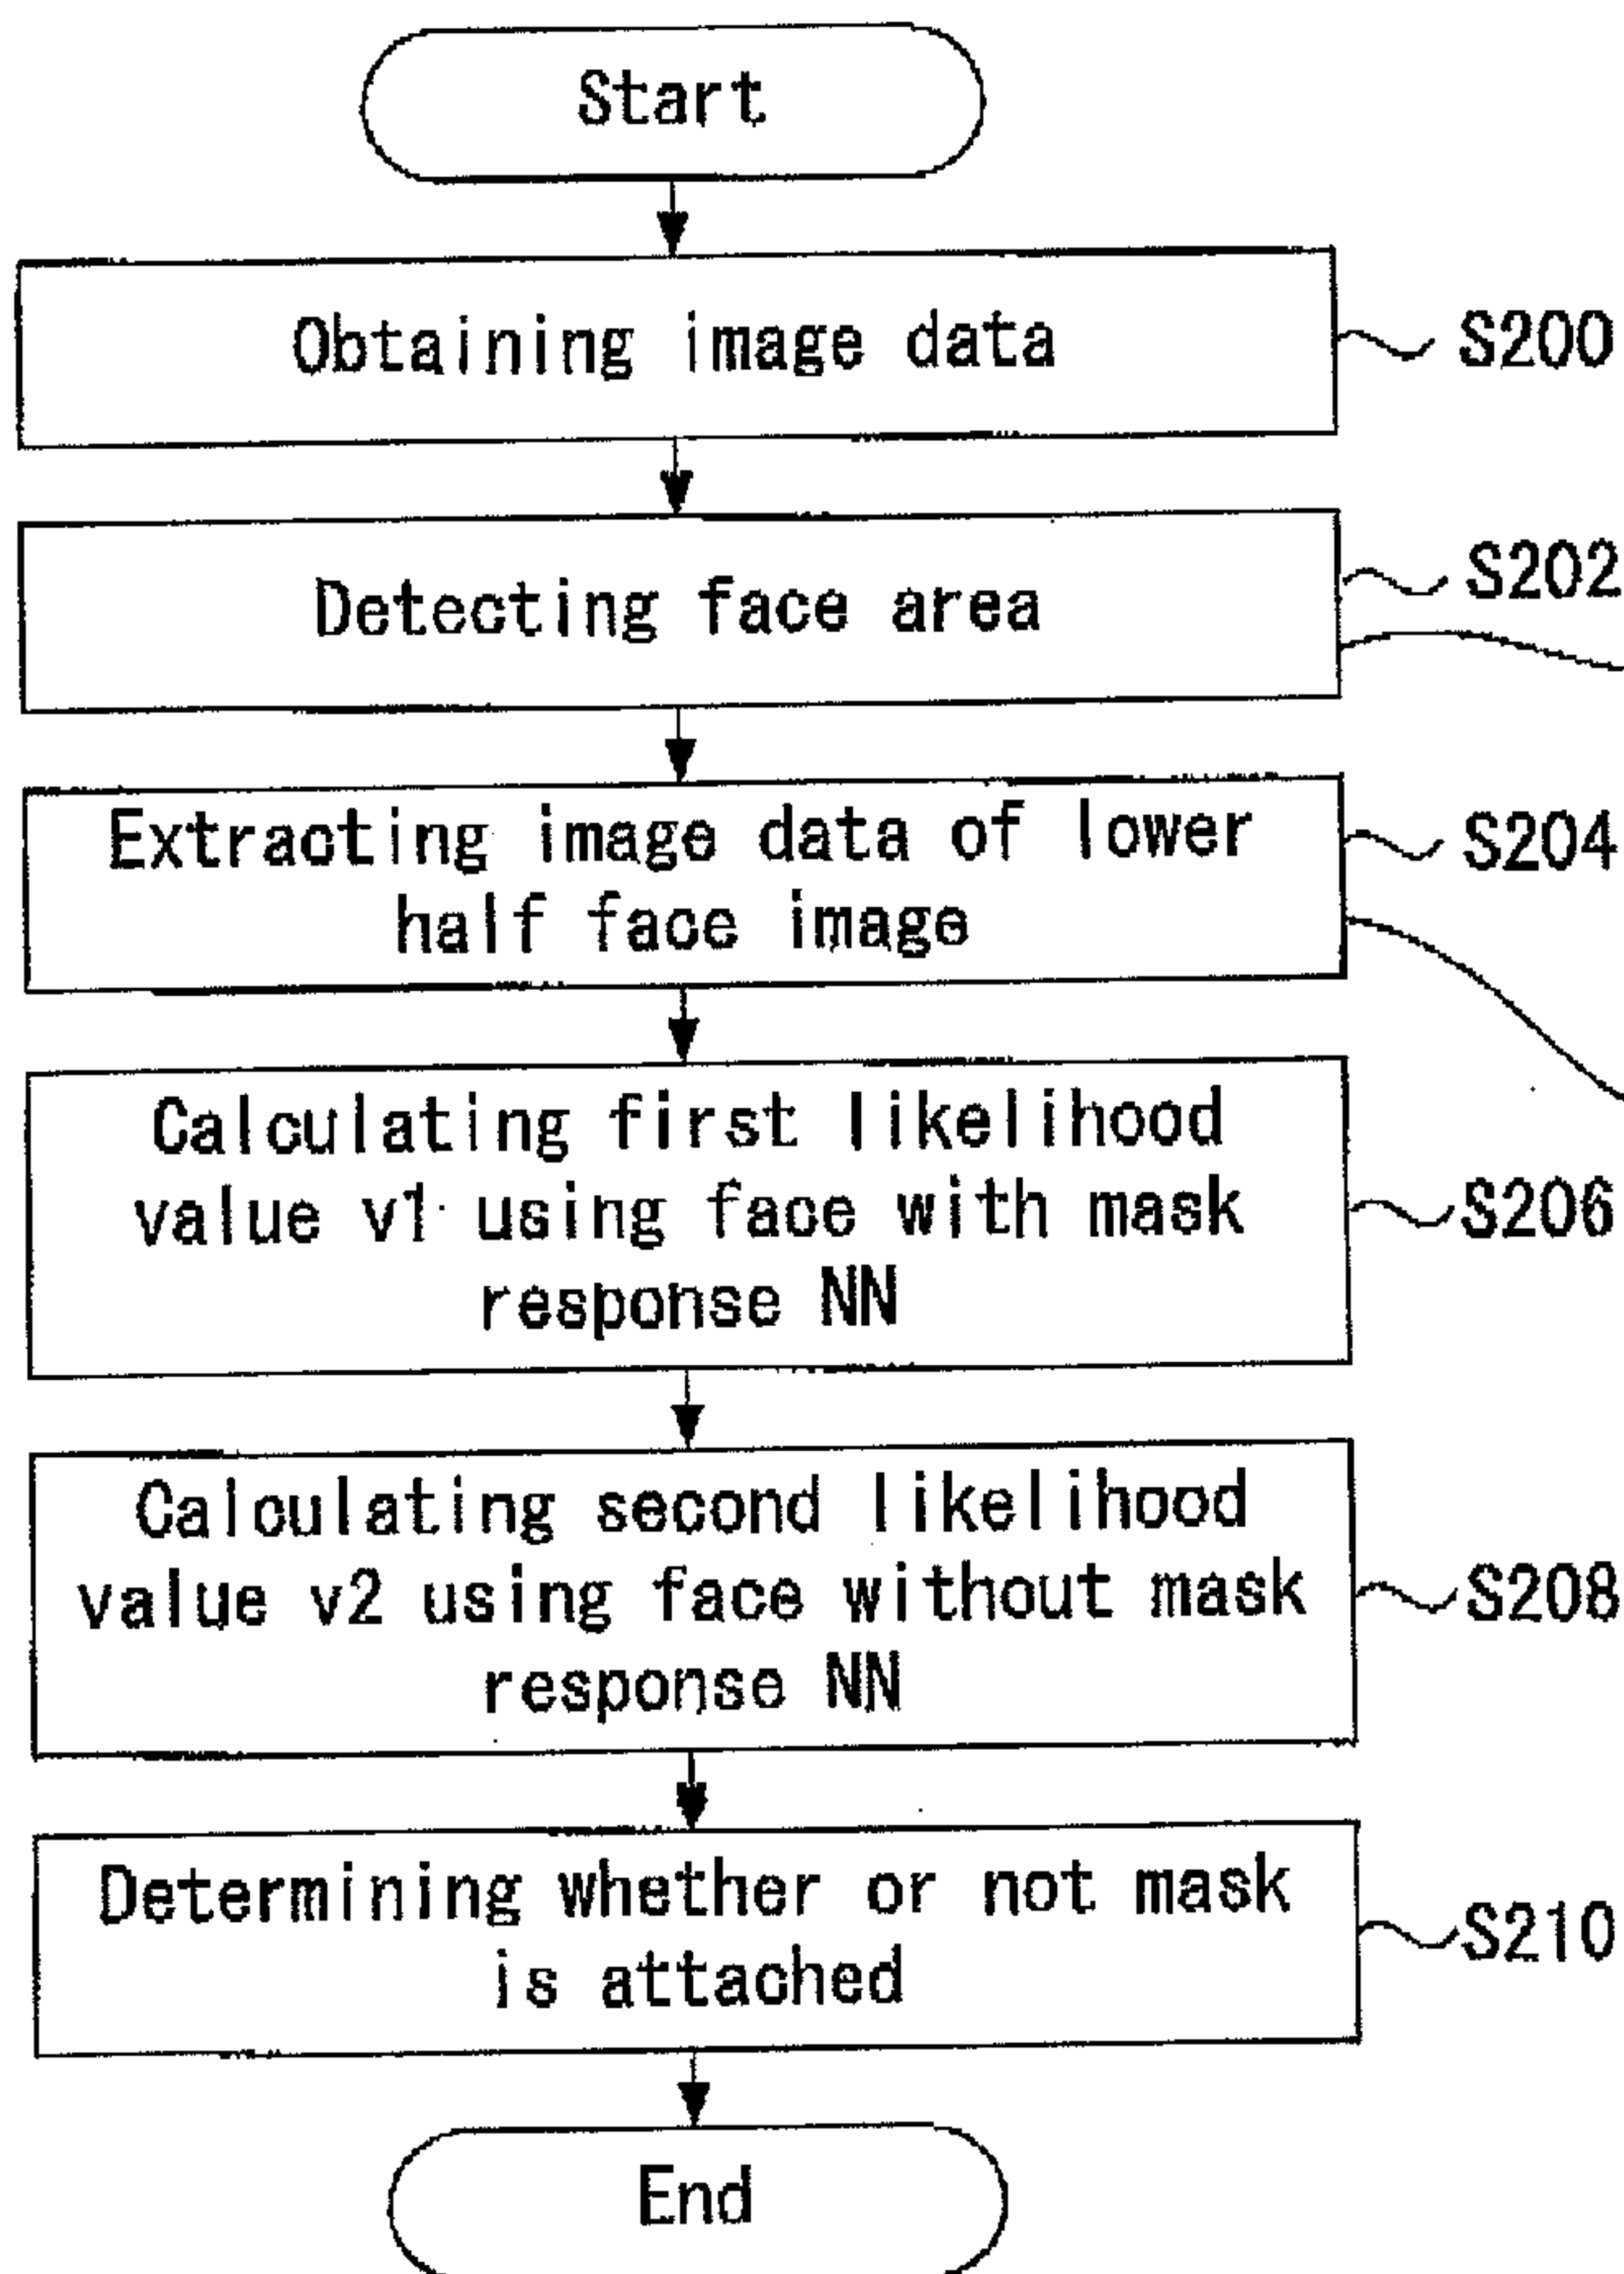 Start
Obtaining image data
S200
Detecting face area
S202
Extracting image data of lower
half face image
S204
Calculating first likelihood
value v1 using face with mask
response NN
S206
Calculating second likelihood
value v2 using face without mask
response NN
S208
Determining whether or not mask
is attached
S210
End